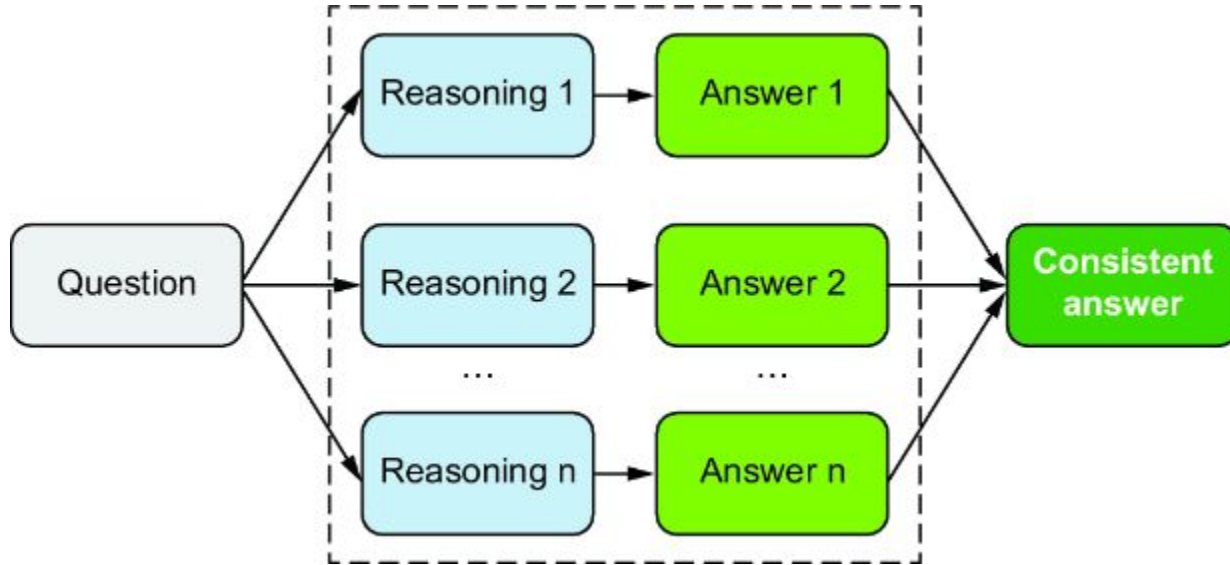 Reasoning 1
Answer 1
Question
Reasoning 2
Answer 2
Consistent
answer
...
...
Reasoning n
Answer n